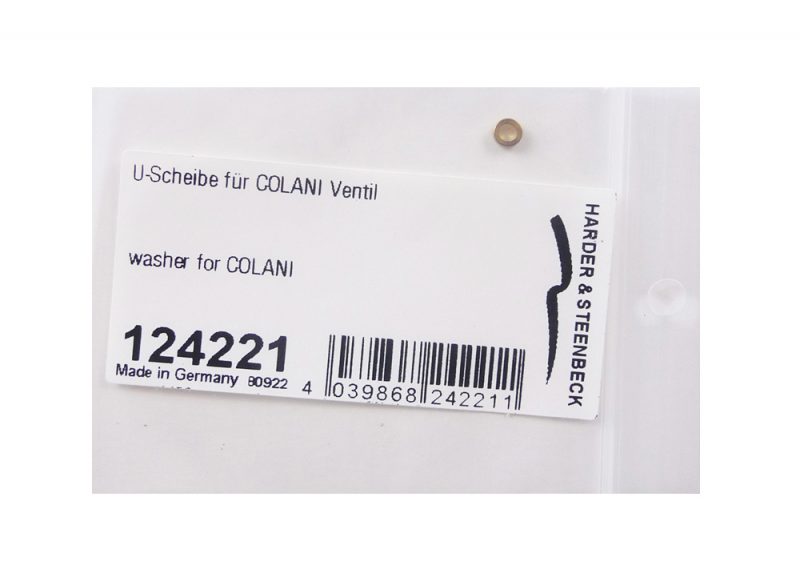 U-Scheibe für COLANI Ventil
washer for COLANI
124221
Made in Germany 80922
4 039868 242211
HARDER & STEENBECK